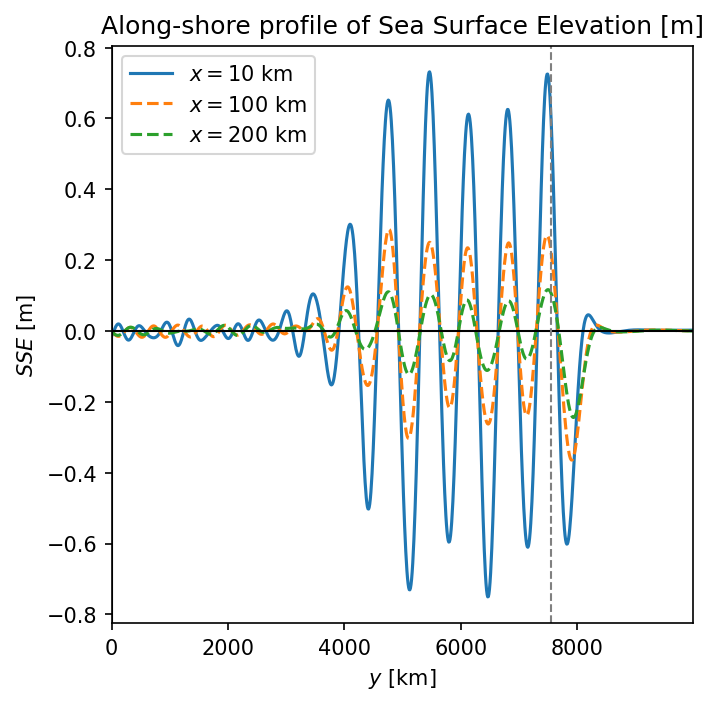 Along-shore profile of Sea Surface Elevation [m]
0.8
0.6
0.4
0.2
0.0
−0.2
−0.4
−0.6
−0.8
SSE [m]
x = 10 km
x = 100 km
x = 200 km
0 2000 4000 6000 8000
y [km]